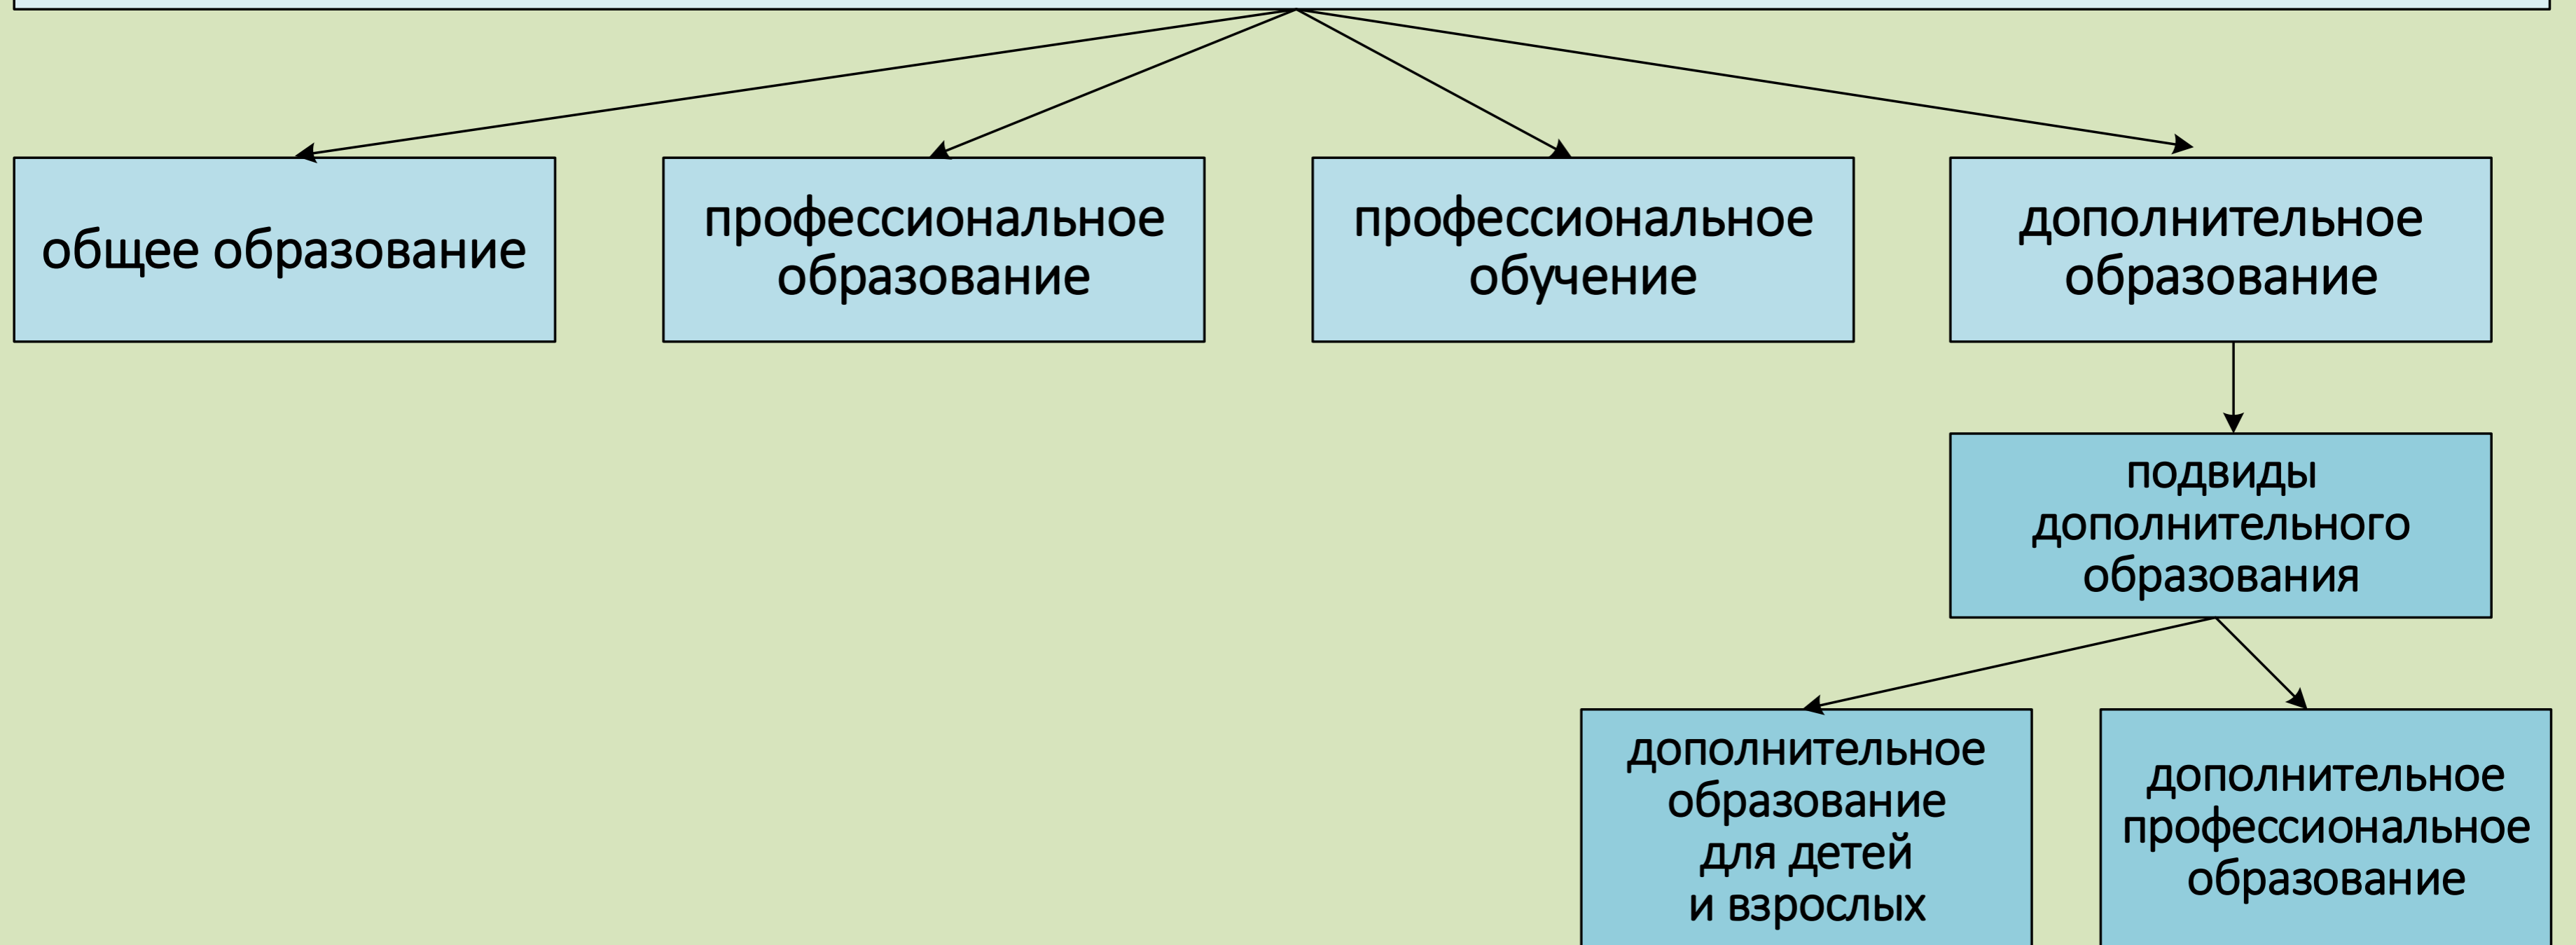 общее образование
профессиональное
образование
профессиональное
обучение
дополнительное
образование
подвиды
дополнительного
образования
дополнительное
образование
для детей
и взрослых
дополнительное
профессиональное
образование